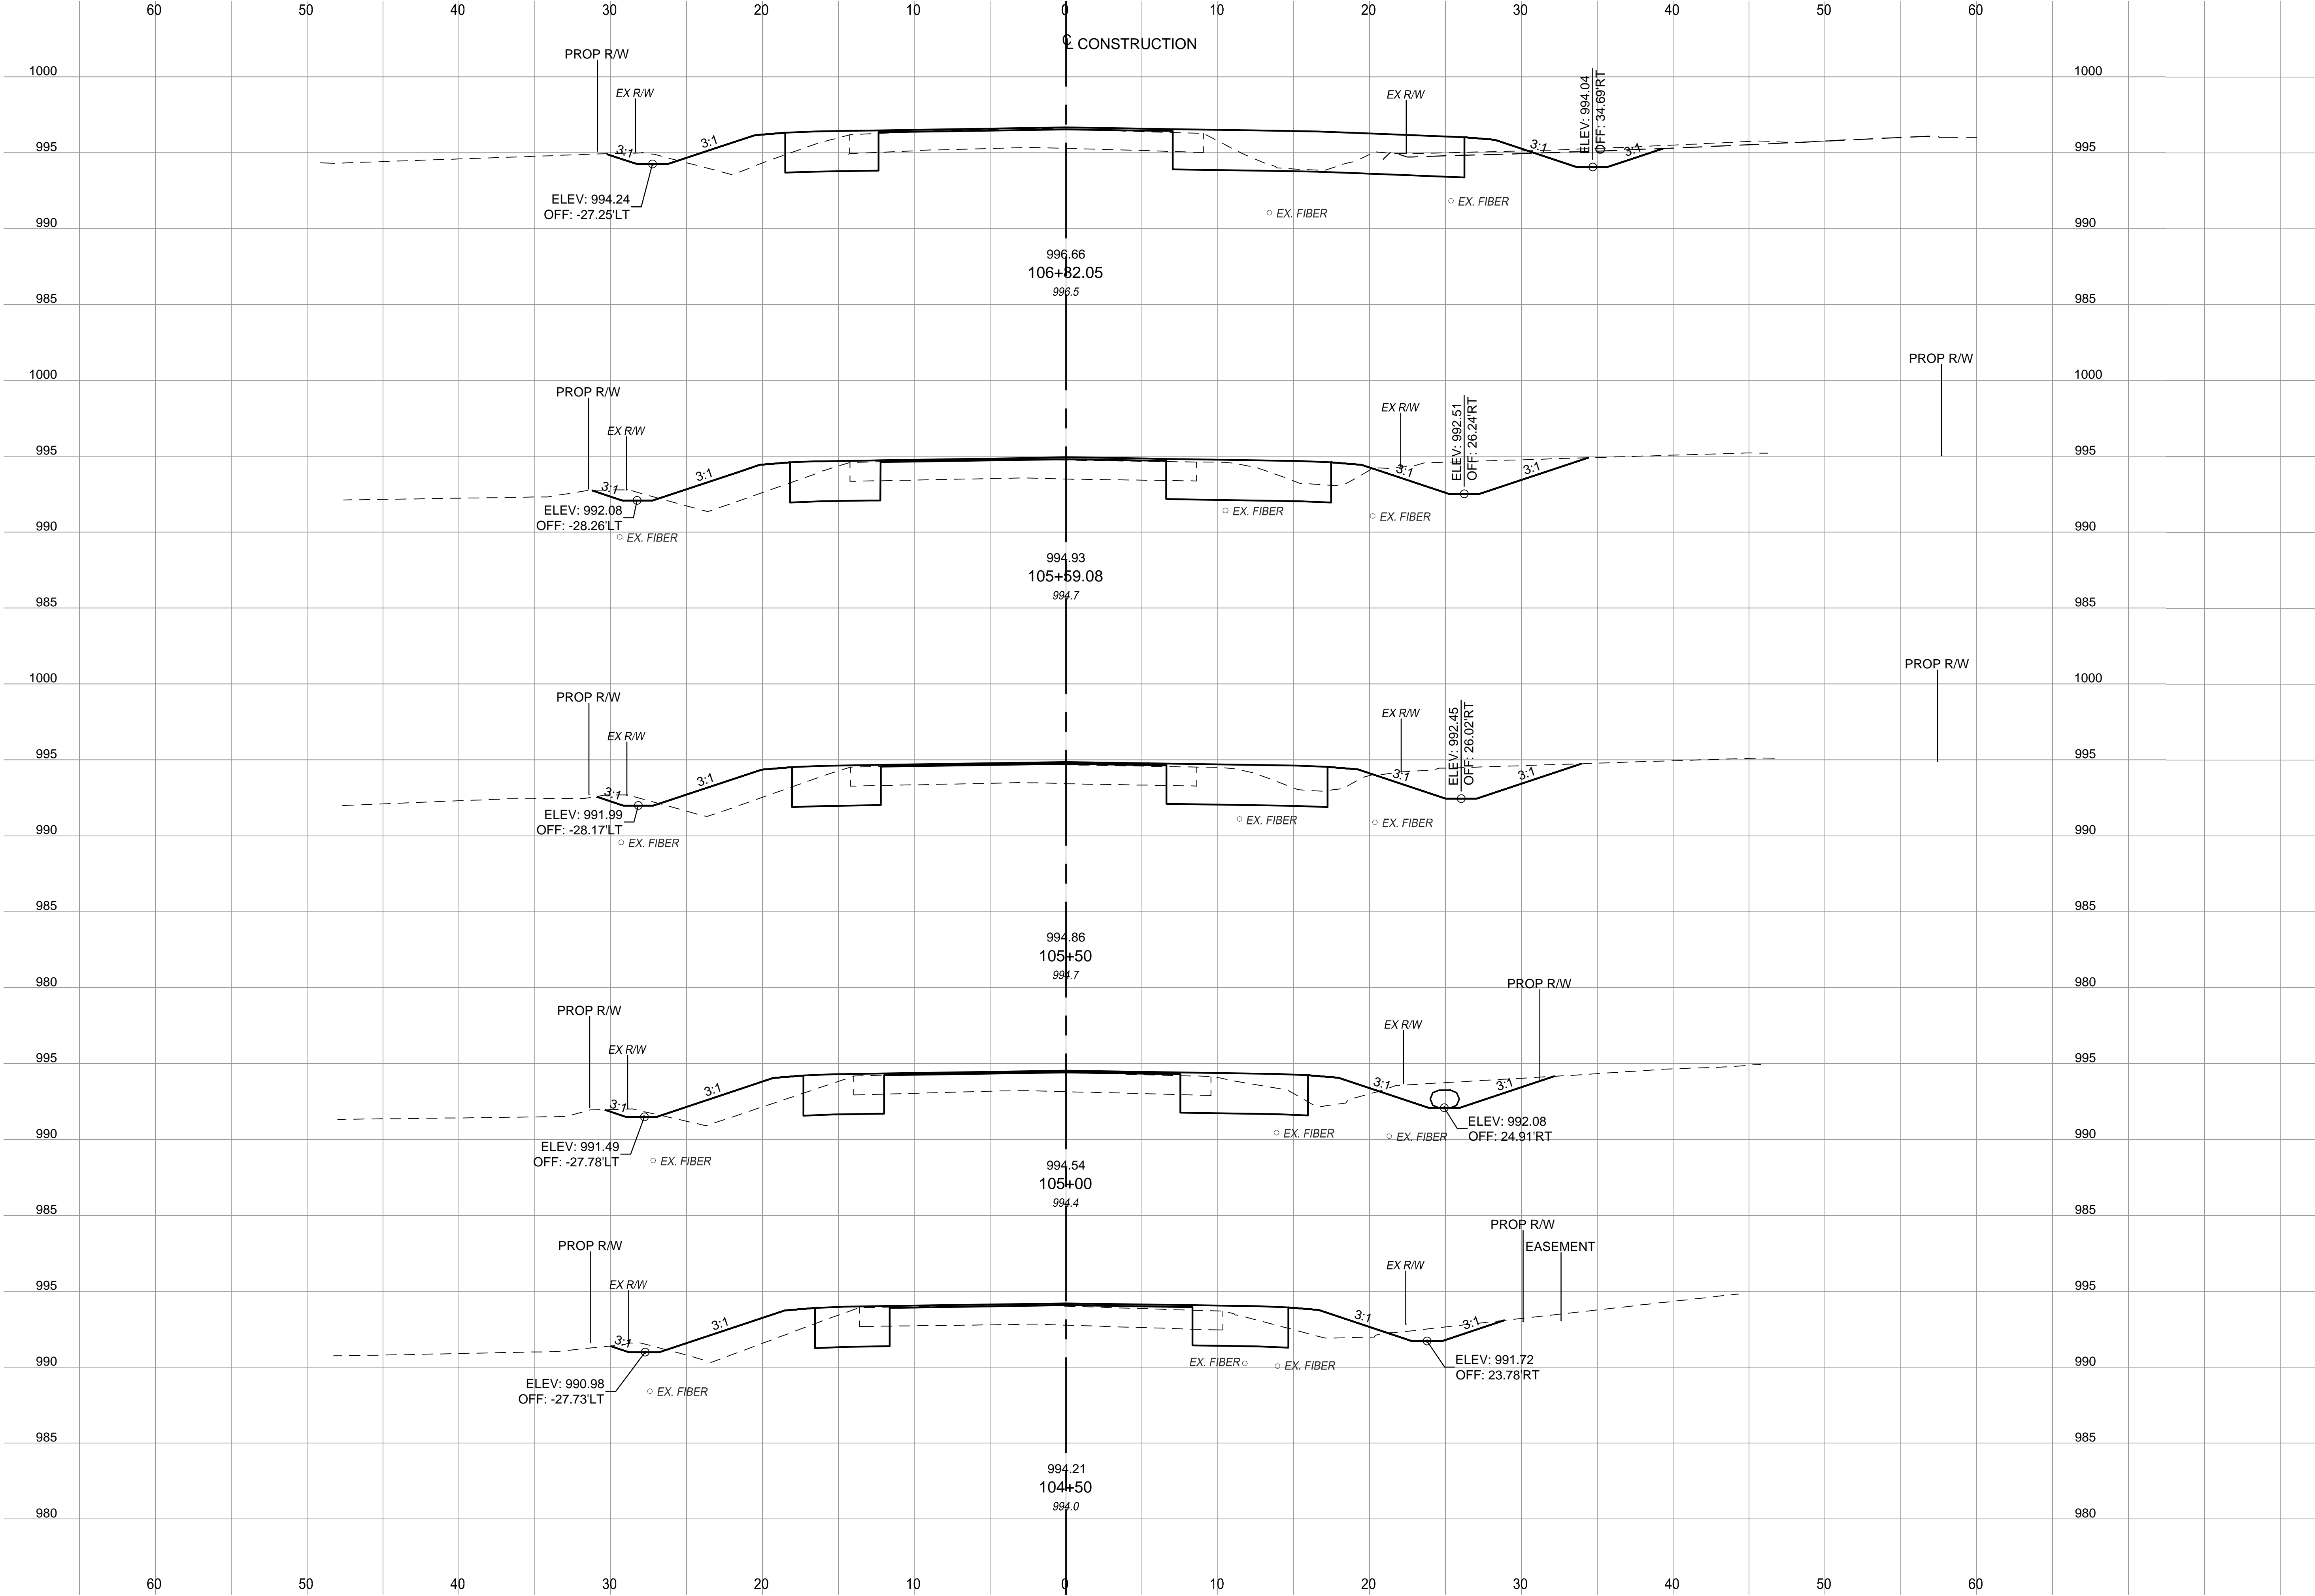 60 50 40 30 20 10 0 10 20 30 40 50 60
℄ CONSTRUCTION
PROP R/W
EX R/W
EX R/W
ELEV: 994.04
OFF: 34.69'RT
1000 1000
3:1 3:1 3:1 3:1
995 995
ELEV: 994.24
OFF: -27.25'LT
EX. FIBER
EX. FIBER
990 990
996.66
106+82.05
996.5
985 985
PROP R/W
1000 1000
PROP R/W
EX R/W
EX R/W
ELEV: 992.51
OFF: 26.24'RT
995 995
3:1 3:1 3:1 3:1
ELEV: 992.08
OFF: -28.26'LT
EX. FIBER
EX. FIBER
EX. FIBER
990 990
994.93
105+59.08
994.7
985 985
PROP R/W
1000 1000
PROP R/W
EX R/W
EX R/W
ELEV: 992.45
OFF: 26.02'RT
995 995
3:1 3:1 3:1 3:1
ELEV: 991.99
OFF: -28.17'LT
EX. FIBER
EX. FIBER
EX. FIBER
990 990
985 985
994.86
105+50
994.7
980 980
PROP R/W
PROP R/W
EX R/W
EX R/W
995 995
3:1 3:1 3:1 3:1
ELEV: 992.08
OFF: 24.91'RT
EX. FIBER
EX. FIBER
990 990
ELEV: 991.49
OFF: -27.78'LT
EX. FIBER
994.54
105+00
994.4
985 985
PROP R/W
EASEMENT
PROP R/W
EX R/W
EX R/W
995 995
3:1 3:1 3:1 3:1
EX. FIBER
EX. FIBER
ELEV: 991.72
OFF: 23.78'RT
990 990
ELEV: 990.98
OFF: -27.73'LT
EX. FIBER
985 985
994.21
104+50
994.0
980 980
60 50 40 30 20 10 0 10 20 30 40 50 60